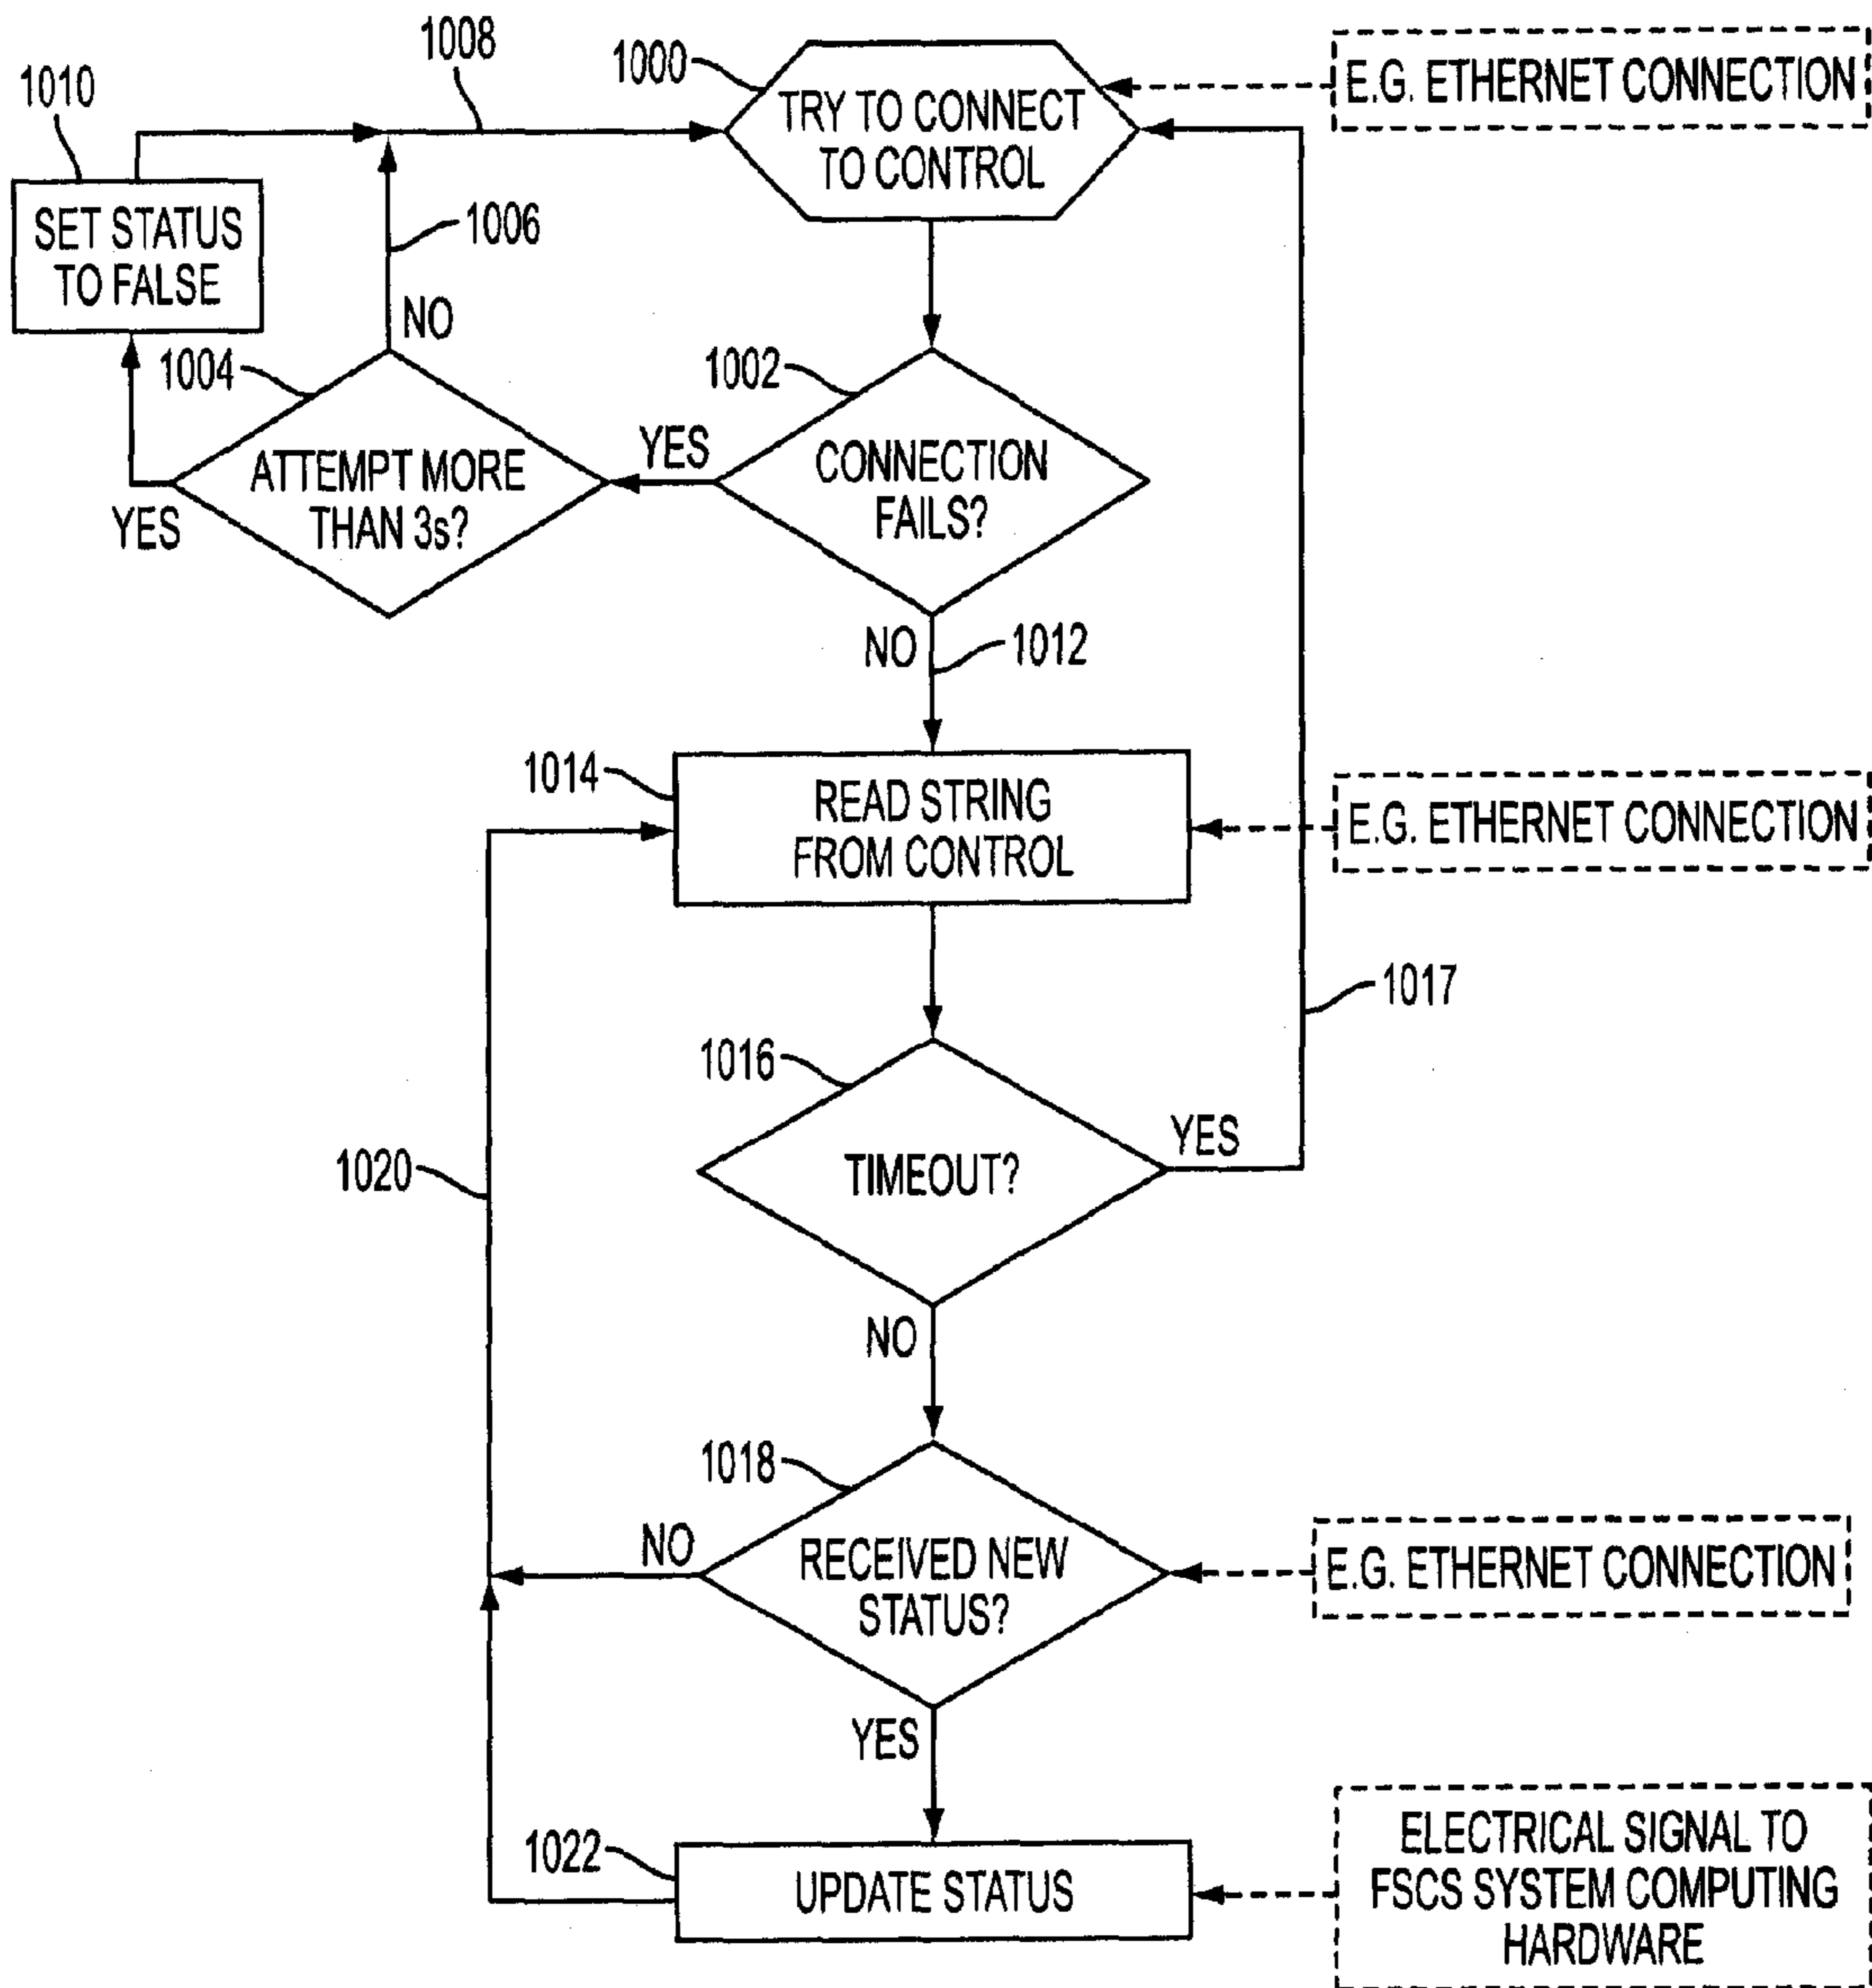 1008
1000
E.G. ETHERNET CONNECTION
1010
TRY TO CONNECT
TO CONTROL
SET STATUS
TO FALSE
1006
NO
1004
1002
YES
CONNECTION
FAILS?
ATTEMPT MORE
THAN 3s?
YES
NO
1012
1014
READ STRING
FROM CONTROL
E.G. ETHERNET CONNECTION
1017
1016
YES
TIMEOUT?
1020
NO
1018
NO
RECEIVED NEW
STATUS?
E.G. ETHERNET CONNECTION
YES
1022
UPDATE STATUS
ELECTRICAL SIGNAL TO
FSCS SYSTEM COMPUTING
HARDWARE